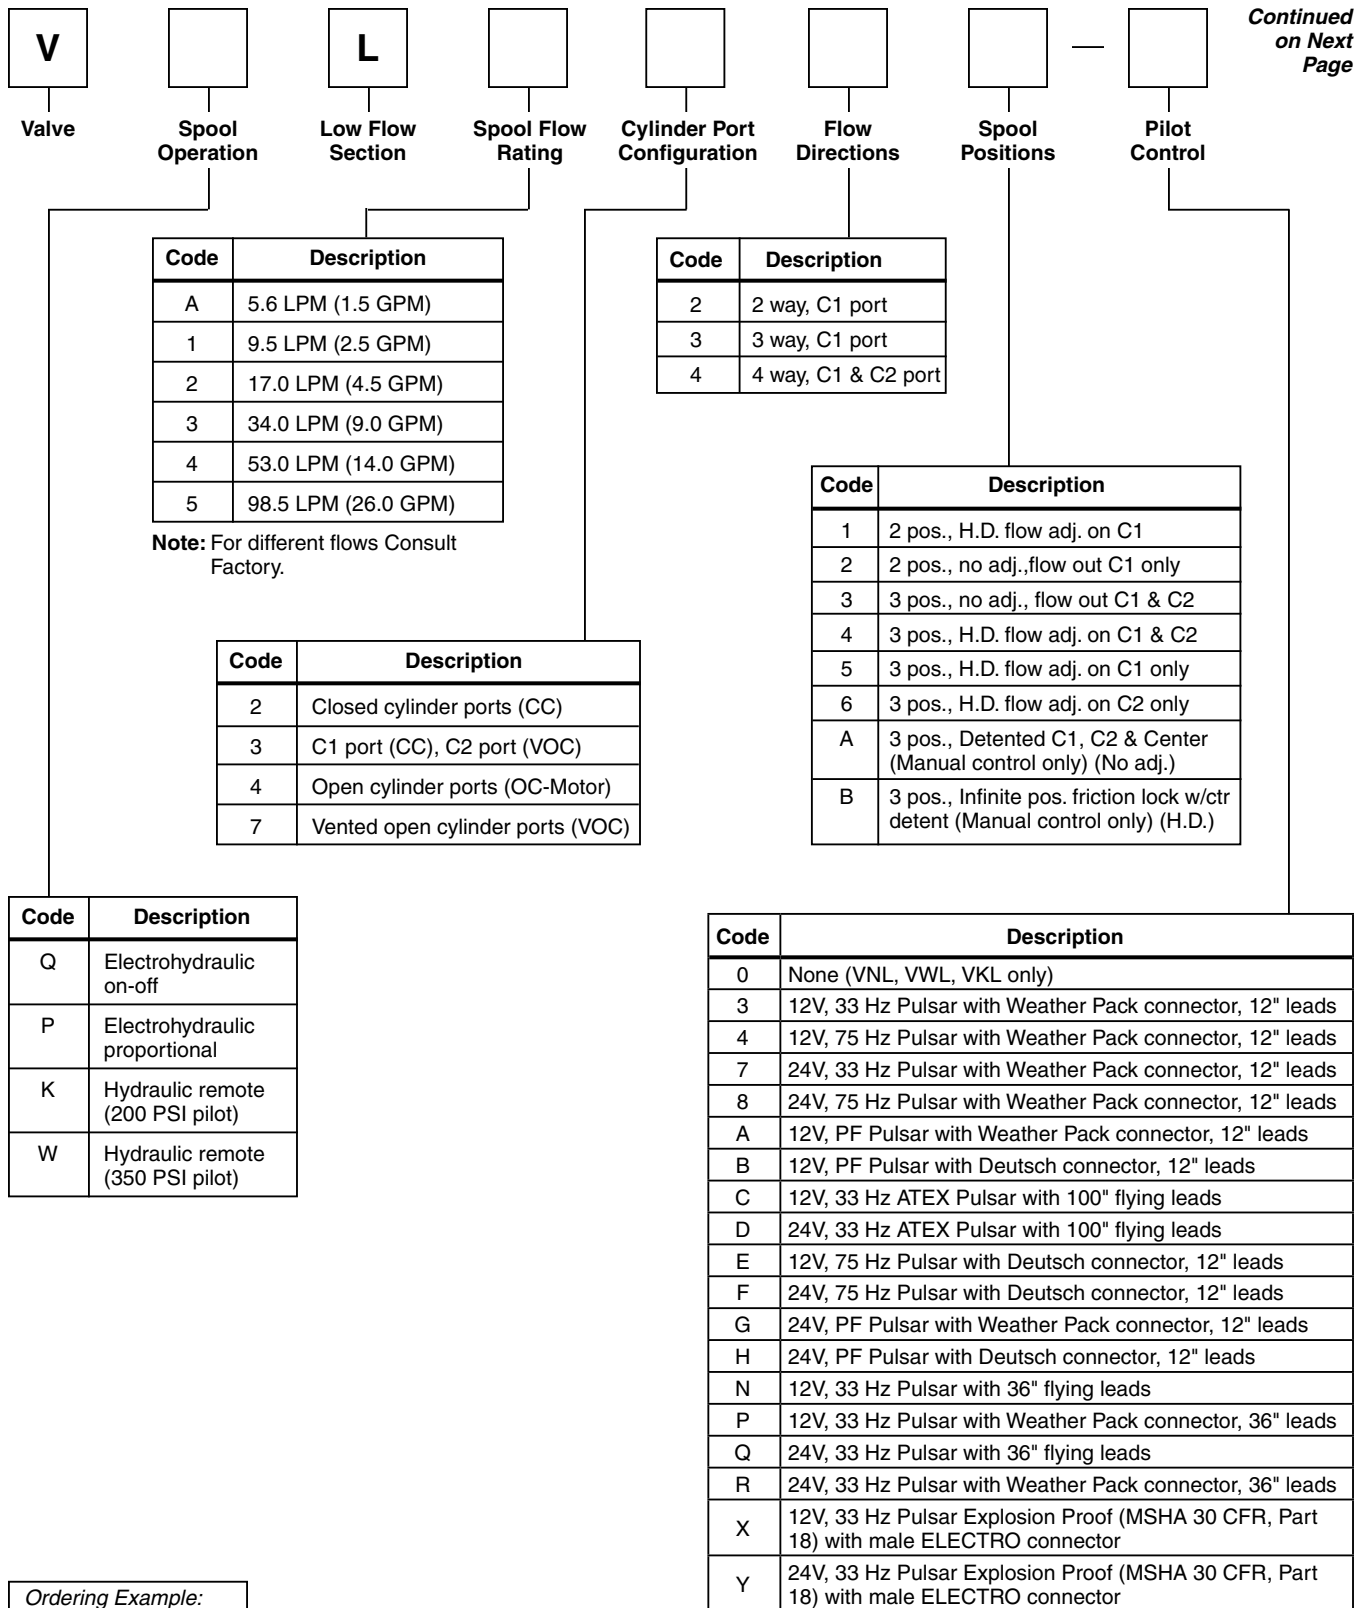 V
L
Continued
on Next
Page
Valve
Spool
Operation
Low Flow
Section
Spool Flow
Rating
Cylinder Port
Configuration
Flow
Directions
Spool
Positions
—
Pilot
Control
Code Description
A 5.6 LPM (1.5 GPM)
1 9.5 LPM (2.5 GPM)
2 17.0 LPM (4.5 GPM)
3 34.0 LPM (9.0 GPM)
4 53.0 LPM (14.0 GPM)
5 98.5 LPM (26.0 GPM)
Note: For different flows Consult
Factory.
Code Description
2 2 way, C1 port
3 3 way, C1 port
4 4 way, C1 & C2 port
Code Description
1 2 pos., H.D. flow adj. on C1
2 2 pos., no adj.,flow out C1 only
3 3 pos., no adj., flow out C1 & C2
4 3 pos., H.D. flow adj. on C1 & C2
5 3 pos., H.D. flow adj. on C1 only
6 3 pos., H.D. flow adj. on C2 only
A 3 pos., Detented C1, C2 & Center
(Manual control only) (No adj.)
B 3 pos., Infinite pos. friction lock w/ctr
detent (Manual control only) (H.D.)
Code Description
2 Closed cylinder ports (CC)
3 C1 port (CC), C2 port (VOC)
4 Open cylinder ports (OC-Motor)
7 Vented open cylinder ports (VOC)
Code Description
Q Electrohydraulic
on-off
P Electrohydraulic
proportional
K Hydraulic remote
(200 PSI pilot)
W Hydraulic remote
(350 PSI pilot)
Code Description
0 None (VNL, VWL, VKL only)
3 12V, 33 Hz Pulsar with Weather Pack connector, 12" leads
4 12V, 75 Hz Pulsar with Weather Pack connector, 12" leads
7 24V, 33 Hz Pulsar with Weather Pack connector, 12" leads
8 24V, 75 Hz Pulsar with Weather Pack connector, 12" leads
A 12V, PF Pulsar with Weather Pack connector, 12" leads
B 12V, PF Pulsar with Deutsch connector, 12" leads
C 12V, 33 Hz ATEX Pulsar with 100" flying leads
D 24V, 33 Hz ATEX Pulsar with 100" flying leads
E 12V, 75 Hz Pulsar with Deutsch connector, 12" leads
F 24V, 75 Hz Pulsar with Deutsch connector, 12" leads
G 24V, PF Pulsar with Weather Pack connector, 12" leads
H 24V, PF Pulsar with Deutsch connector, 12" leads
N 12V, 33 Hz Pulsar with 36" flying leads
P 12V, 33 Hz Pulsar with Weather Pack connector, 36" leads
Q 24V, 33 Hz Pulsar with 36" flying leads
R 24V, 33 Hz Pulsar with Weather Pack connector, 36" leads
X 12V, 33 Hz Pulsar Explosion Proof (MSHA 30 CFR, Part
18) with male ELECTRO connector
Y 24V, 33 Hz Pulsar Explosion Proof (MSHA 30 CFR, Part
18) with male ELECTRO connector
Ordering Example: